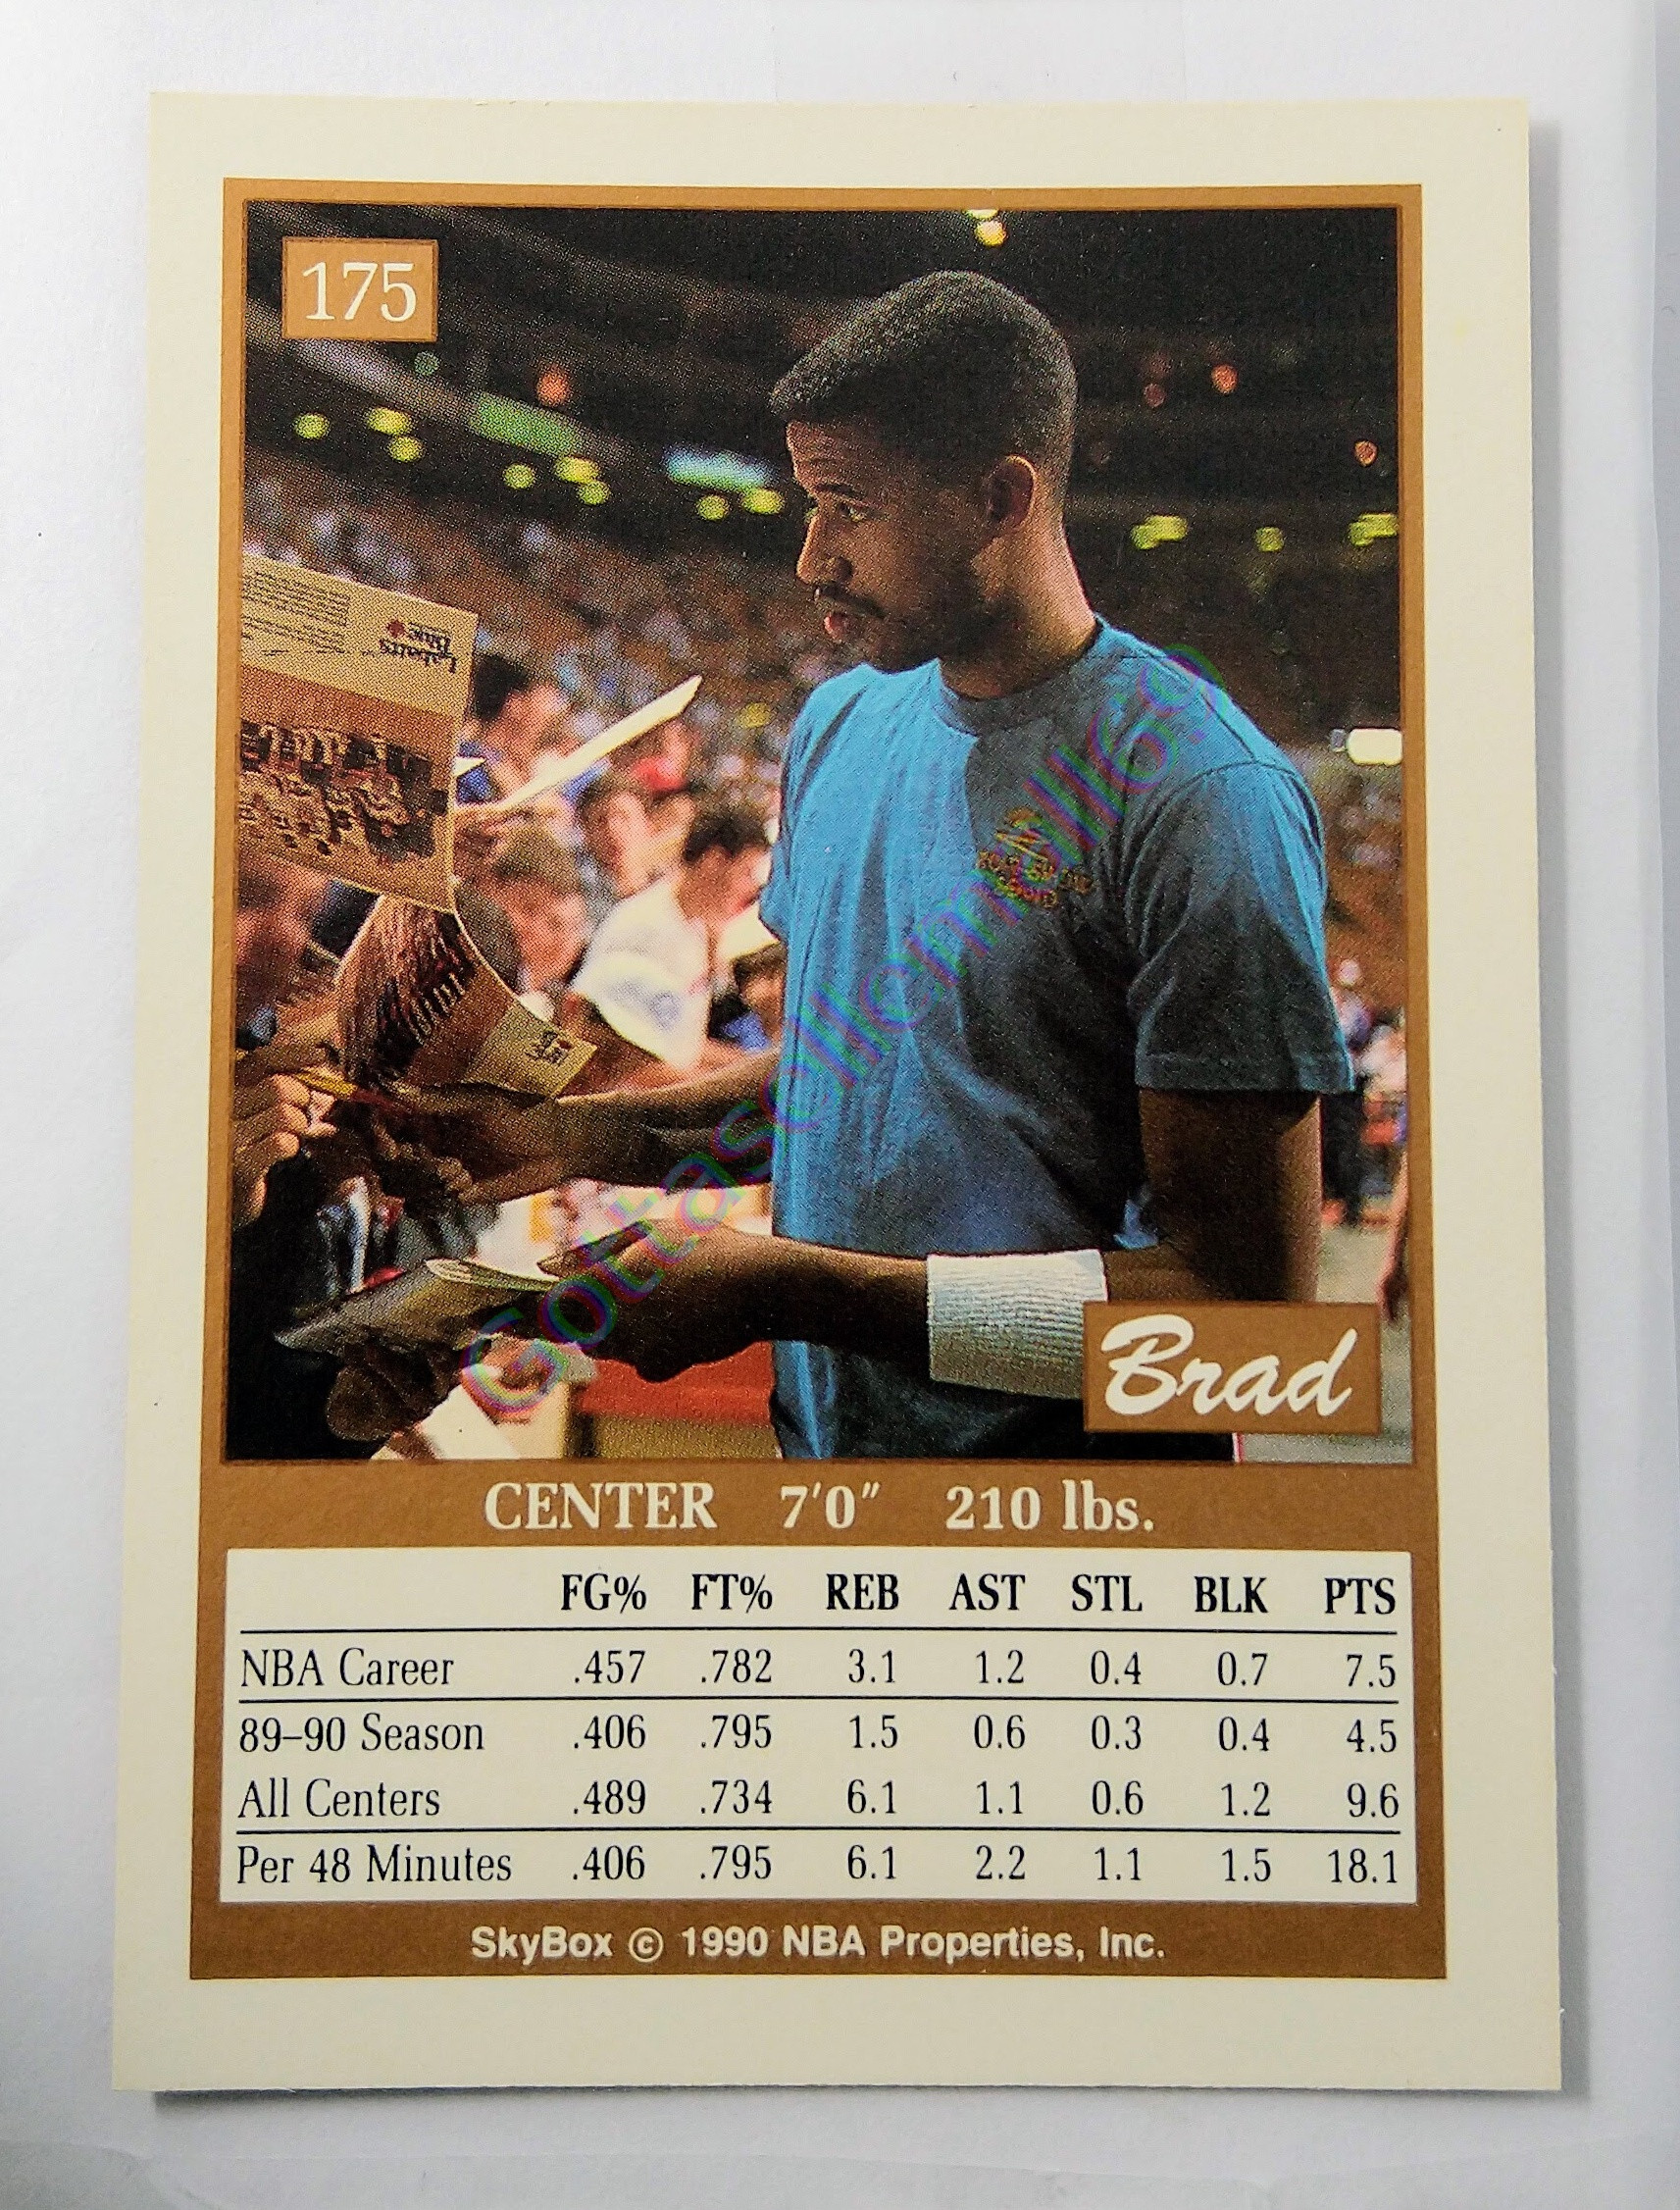 175
Labatt's
Blue
Gottasellemall69
Brad
CENTER 7'0" 210 lbs.
FG% FT% REB AST STL BLK PTS
NBA Career .457 .782 3.1 1.2 0.4 0.7 7.5
89–90 Season .406 .795 1.5 0.6 0.3 0.4 4.5
All Centers .489 .734 6.1 1.1 0.6 1.2 9.6
Per 48 Minutes .406 .795 6.1 2.2 1.1 1.5 18.1
SkyBox © 1990 NBA Properties, Inc.